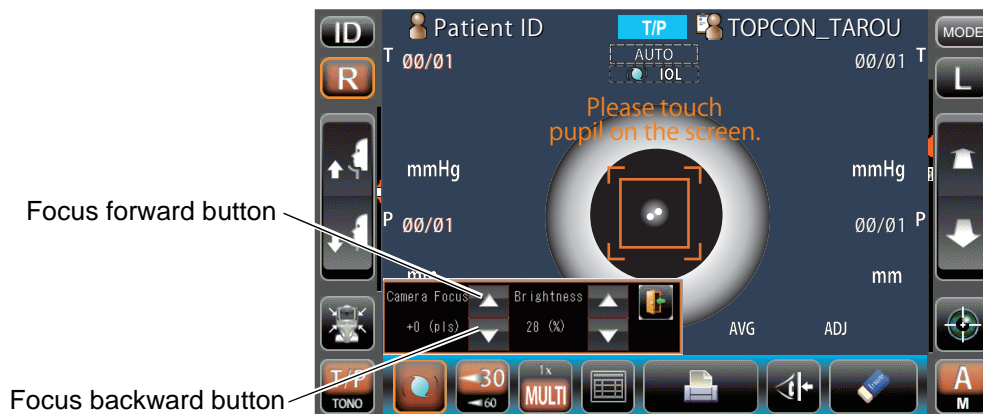 ID
Patient ID
T/P
TOPCON_TAROU
MODE
T 00/01
AUTO
IOL
00/01 T
R
L
Please touch
pupil on the screen.
mmHg
mmHg
Focus forward button
P 00/01
00/01 P
mm
mm
Camera Focus
Brightness
+0 (pls)
28 (%)
AVG
ADJ
Focus backward button
T/P
TONO
30
60
1x
MULTI
A
M